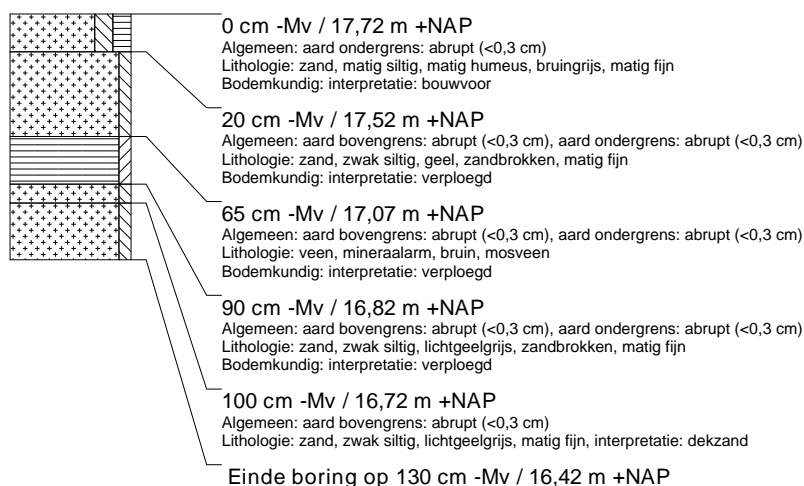 0 cm -Mv / 17,72 m +NAP
Algemeen: aard ondergrens: abrupt (<0,3 cm)
Lithologie: zand, matig siltig, matig humeus, bruingrijs, matig fijn
Bodemkundig: interpretatie: bouwvoor
20 cm -Mv / 17,52 m +NAP
Algemeen: aard bovengrens: abrupt (<0,3 cm), aard ondergrens: abrupt (<0,3 cm)
Lithologie: zand, zwak siltig, geel, zandbrokken, matig fijn
Bodemkundig: interpretatie: verploegd
65 cm -Mv / 17,07 m +NAP
Algemeen: aard bovengrens: abrupt (<0,3 cm), aard ondergrens: abrupt (<0,3 cm)
Lithologie: veen, mineraalarm, bruin, mosveen
Bodemkundig: interpretatie: verploegd
90 cm -Mv / 16,82 m +NAP
Algemeen: aard bovengrens: abrupt (<0,3 cm), aard ondergrens: abrupt (<0,3 cm)
Lithologie: zand, zwak siltig, lichtgeelgrijs, zandbrokken, matig fijn
Bodemkundig: interpretatie: verploegd
100 cm -Mv / 16,72 m +NAP
Algemeen: aard bovengrens: abrupt (<0,3 cm)
Lithologie: zand, zwak siltig, lichtgeelgrijs, matig fijn, interpretatie: dekzand
Einde boring op 130 cm -Mv / 16,42 m +NAP